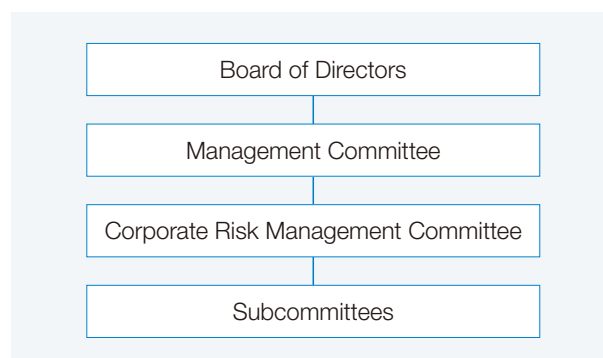 Board of Directors
Management Committee
Corporate Risk Management Committee
Subcommittees